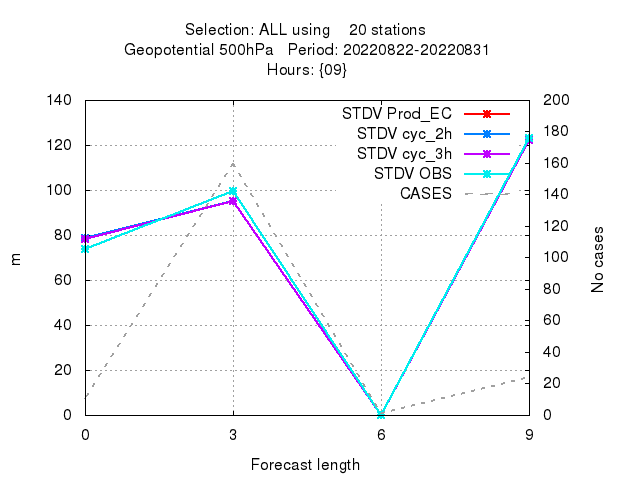 Selection: ALL using    20 stations
Geopotential 500hPa   Period: 20220822-20220831
Hours: {09}
140 200
STDV Prod_EC
180
120 STDV cyc_2h
160
STDV cyc_3h
100 STDV OBS 140
CASES
80 120
m 100 No cases
60 80
40 60
40
20 20
0 0
0 3 6 9
Forecast length